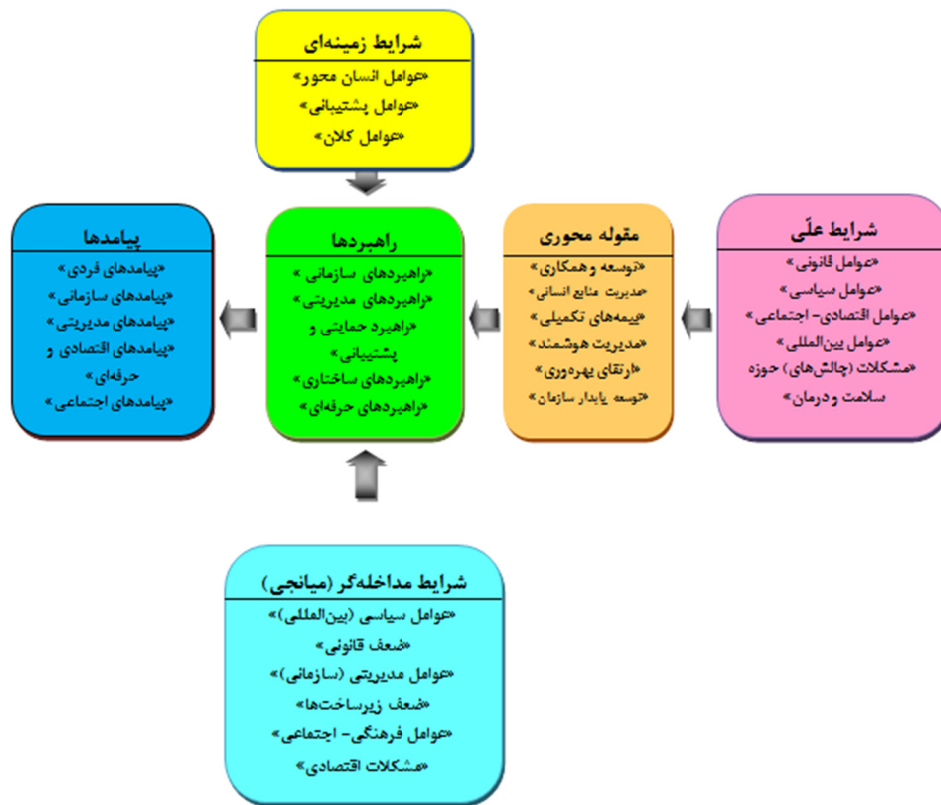 شرایط زمینه‌ای
«عوامل انسان محور»
«عوامل پشتیبانی»
«عوامل کلان»
شرایط علّی
«عوامل قانونی»
«عوامل سیاسی»
«عوامل اقتصادی- اجتماعی»
«عوامل بین‌المللی»
«مشکلات (چالش‌های) حوزه
سلامت و درمان»
مقوله محوری
«توسعه و همکاری»
«مدیریت منابع انسانی»
«بیمه‌های تکمیلی»
«مدیریت هوشمند»
«ارتقای بهره‌وری»
«توسعه پایدار سازمان»
راهبردها
«راهبردهای سازمانی»
«راهبردهای مدیریتی»
«راهبرد حمایتی و
پشتیبانی»
«راهبردهای ساختاری»
«راهبردهای حرفه‌ای»
پیامدها
«پیامدهای فردی»
«پیامدهای سازمانی»
«پیامدهای مدیریتی»
«پیامدهای اقتصادی و
حرفه‌ای»
«پیامدهای اجتماعی»
شرایط مداخله‌گر (میانجی)
«عوامل سیاسی (بین‌المللی)»
«ضعف قانونی»
«عوامل مدیریتی (سازمانی)»
«ضعف زیرساخت‌ها»
«عوامل فرهنگی- اجتماعی»
«مشکلات اقتصادی»